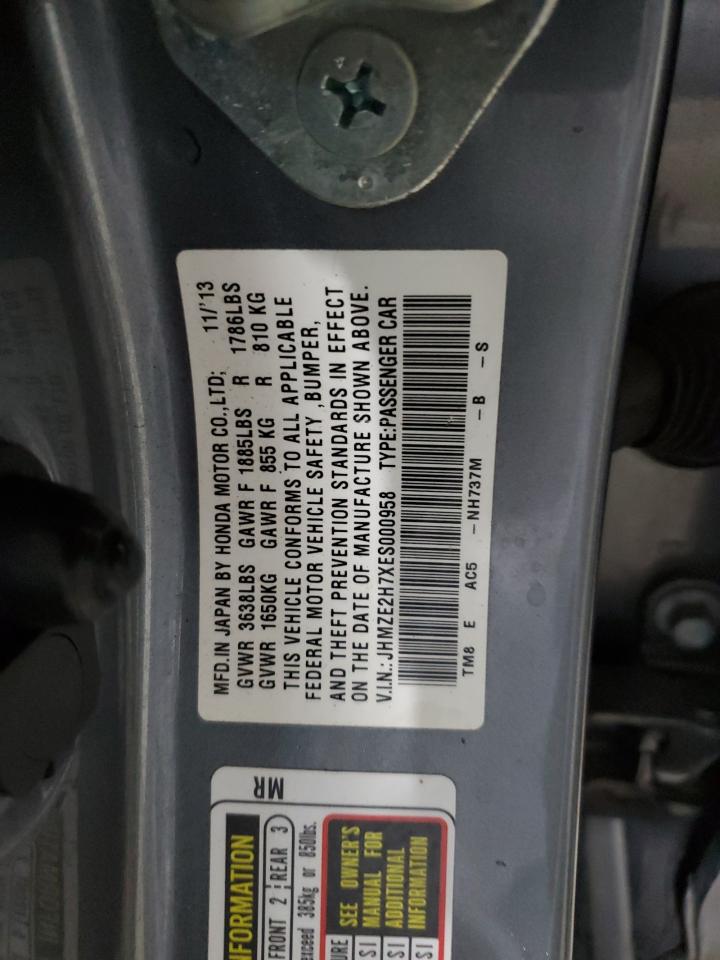 MFD.IN JAPAN BY HONDA MOTOR CO.,LTD; 11/'13
GVWR 3638LBS GAWR F 1885LBS R 1786LBS
GVWR 1650KG GAWR F 855 KG R 810 KG
THIS VEHICLE CONFORMS TO ALL APPLICABLE
FEDERAL MOTOR VEHICLE SAFETY ,BUMPER,
AND THEFT PREVENTION STANDARDS IN EFFECT
ON THE DATE OF MANUFACTURE SHOWN ABOVE.
V.I.N.:JHMZE2H7XES000958 TYPE:PASSENGER CAR
TM8 E AC5 -NH737M -B -S
MR
FRONT 2 REAR 3
385kg or 850lbs.
SEE OWNER'S
MANUAL FOR
ADDITIONAL
INFORMATION